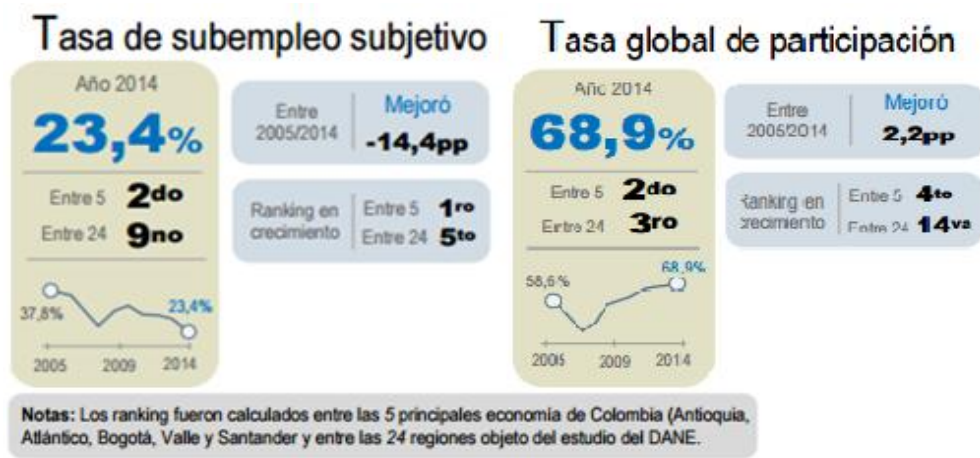 Tasa de subempleo subjetivo
Año 2014
23,4%
Entre 5 2do
Entre 24 9no
37,8%
23,4%
2005 2009 2014
Entre
2005/2014
Mejoró
-14,4pp
Ranking en
crecimiento
Entre 5 1ro
Entre 24 5to
Tasa global de participación
Año 2014
68,9%
Entre 5 2do
Entre 24 3ro
58,6%
68,9%
2005 2009 2014
Entre
2005/2014
Mejoró
2,2pp
Ranking en
crecimiento
Entre 5 4to
Entre 24 14va
Notas: Los ranking fueron calculados entre las 5 principales economía de Colombia (Antioquia,
Atlántico, Bogotá, Valle y Santander y entre las 24 regiones objeto del estudio del DANE.